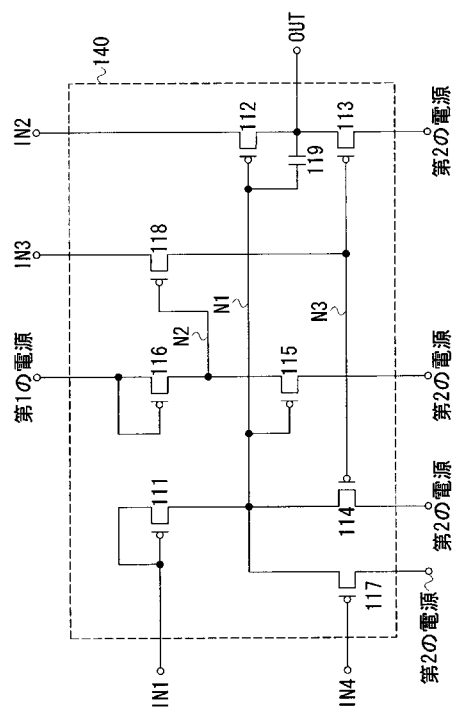 140
第1の電源
IN3
IN2
116
118
112
OUT
111
N2
N1
119
IN1
115
113
N3
114
117
IN4
第2の電源
第2の電源
第2の電源
第2の電源